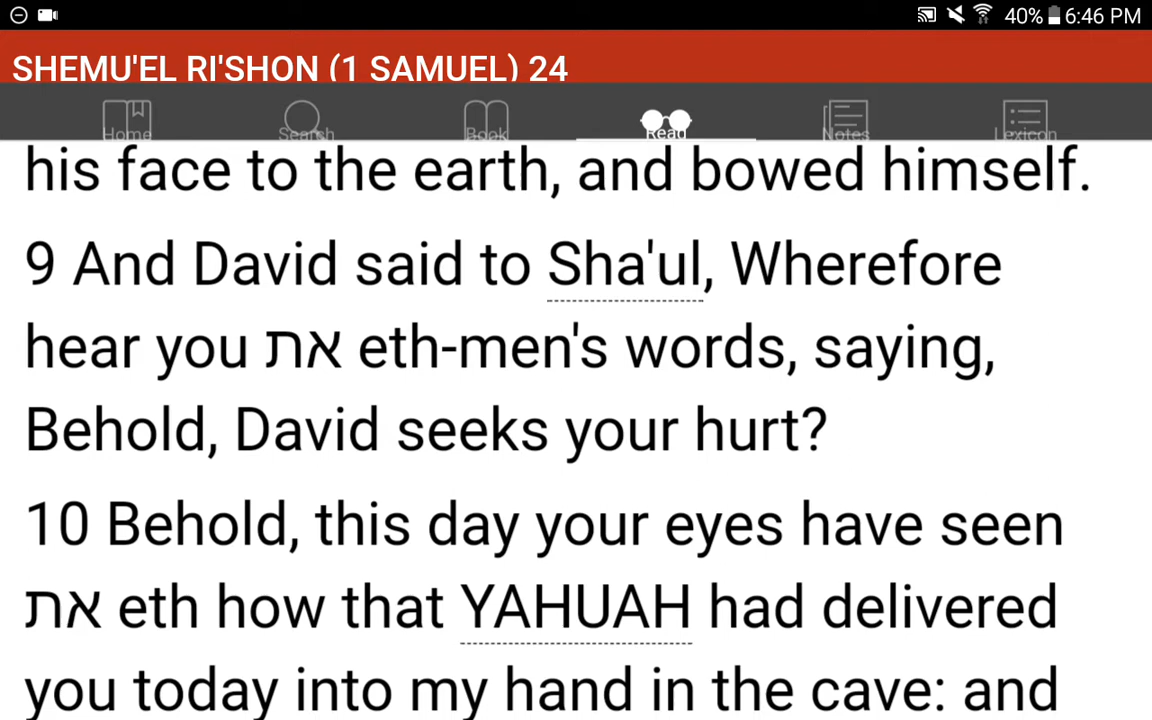 40% 6:46 PM
SHEMU'EL RI'SHON (1 SAMUEL) 24
Home Search Book Read Notes Lexicon
his face to the earth, and bowed himself.
9 And David said to Sha'ul, Wherefore
hear you את eth-men's words, saying,
Behold, David seeks your hurt?
10 Behold, this day your eyes have seen
את eth how that YAHUAH had delivered
you today into my hand in the cave: and